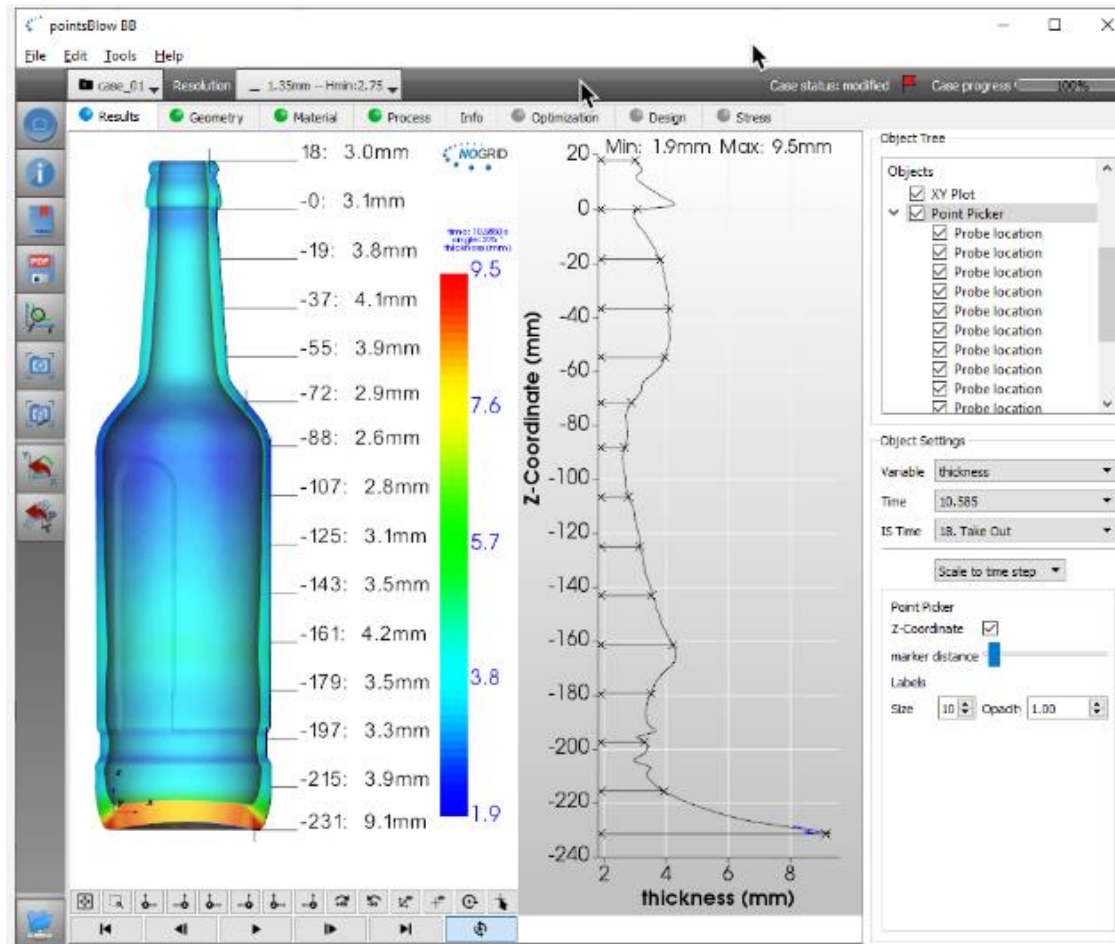 pointsBlow BB
File Edit Tools Help
case_01 Resolution _ 1.35mm -- Hmin:2.75 Case status: modified Case progress 100%
Results Geometry Material Process Info Optimization Design Stress
18: 3.0mm
-0: 3.1mm
-19: 3.8mm
-37: 4.1mm
-55: 3.9mm
-72: 2.9mm
-88: 2.6mm
-107: 2.8mm
-125: 3.1mm
-143: 3.5mm
-161: 4.2mm
-179: 3.5mm
-197: 3.3mm
-215: 3.9mm
-231: 9.1mm
NOGRID
thickness (mm)
9.5
7.6
5.7
3.8
1.9
Min: 1.9mm Max: 9.5mm
Z-Coordinate (mm)
20
0
-20
-40
-60
-80
-100
-120
-140
-160
-180
-200
-220
-240
2 4 6 8
thickness (mm)
Object Tree
Objects
XY Plot
Point Picker
Probe location
Probe location
Probe location
Probe location
Probe location
Probe location
Probe location
Probe location
Probe location
Probe location
Object Settings
Variable thickness
Time 10.585
IS Time 18. Take Out
Scale to time step
Point Picker
Z-Coordinate
marker distance
Labels
Size 10 Opacit 1.00